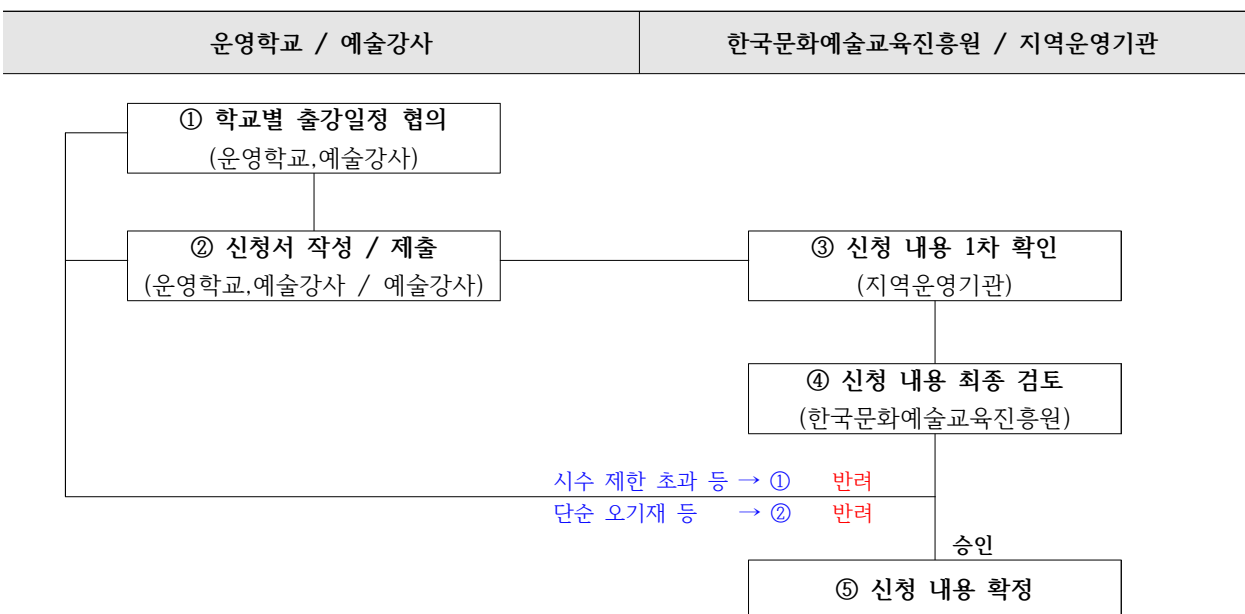 운영학교 / 예술강사
한국문화예술교육진흥원 / 지역운영기관
① 학교별 출강일정 협의
(운영학교,예술강사)
② 신청서 작성 / 제출
(운영학교,예술강사 / 예술강사)
③ 신청 내용 1차 확인
(지역운영기관)
④ 신청 내용 최종 검토
(한국문화예술교육진흥원)
시수 제한 초과 등 → ① 반려
단순 오기재 등 → ② 반려
승인
⑤ 신청 내용 확정